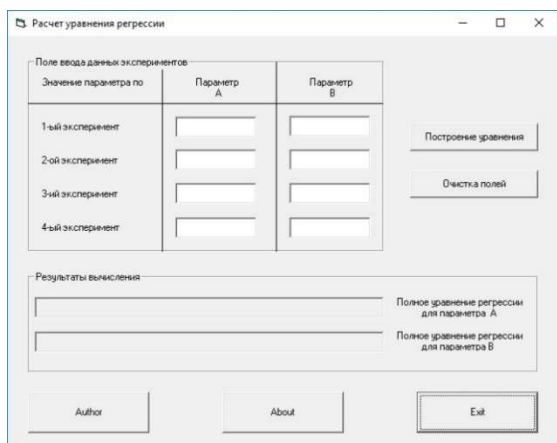 Расчет уравнения регрессии
Поле ввода данных экспериментов
Значение параметра по
Параметр
А
Параметр
В
1-ый эксперимент
2-ой эксперимент
3-ий эксперимент
4-ый эксперимент
Построение уравнения
Очистка полей
Результаты вычисления
Полное уравнение регрессии
для параметра А
Полное уравнение регрессии
для параметра В
Author
About
Exit